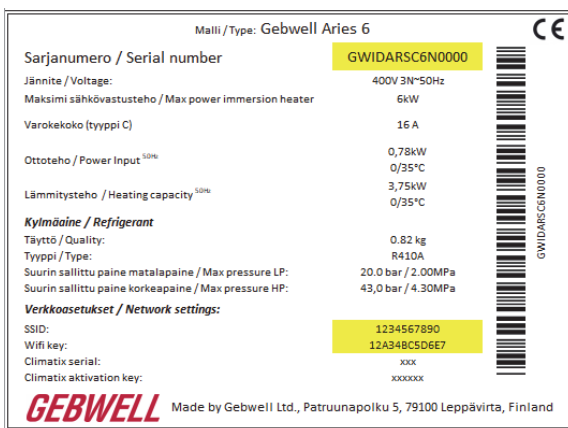 Malli / Type: Gebwell Aries 6
CE
Sarjanumero / Serial number GWIDARSC6N0000
Jännite / Voltage: 400V 3N~50Hz
Maksimi sähkövastusteho / Max power immersion heater 6kW
Varokekoko (tyyppi C) 16 A
Ottoteho / Power Input 50Hz 0,78kW
0/35°C
Lämmitysteho / Heating capacity 50Hz 3,75kW
0/35°C
Kylmäaine / Refrigerant
Täyttö / Quality: 0.82 kg
Tyyppi / Type: R410A
Suurin sallittu paine matalapaine / Max pressure LP: 20.0 bar / 2.00MPa
Suurin sallittu paine korkeapaine / Max pressure HP: 43,0 bar / 4.30MPa
Verkkoasetukset / Network settings:
SSID: 1234567890
Wifi key: 12A34BC5D6E7
Climatix serial: xxx
Climatix aktivation key: xxxxxx
GWIDARSC6N0000
GEBWELL Made by Gebwell Ltd., Patruunapolku 5, 79100 Leppävirta, Finland